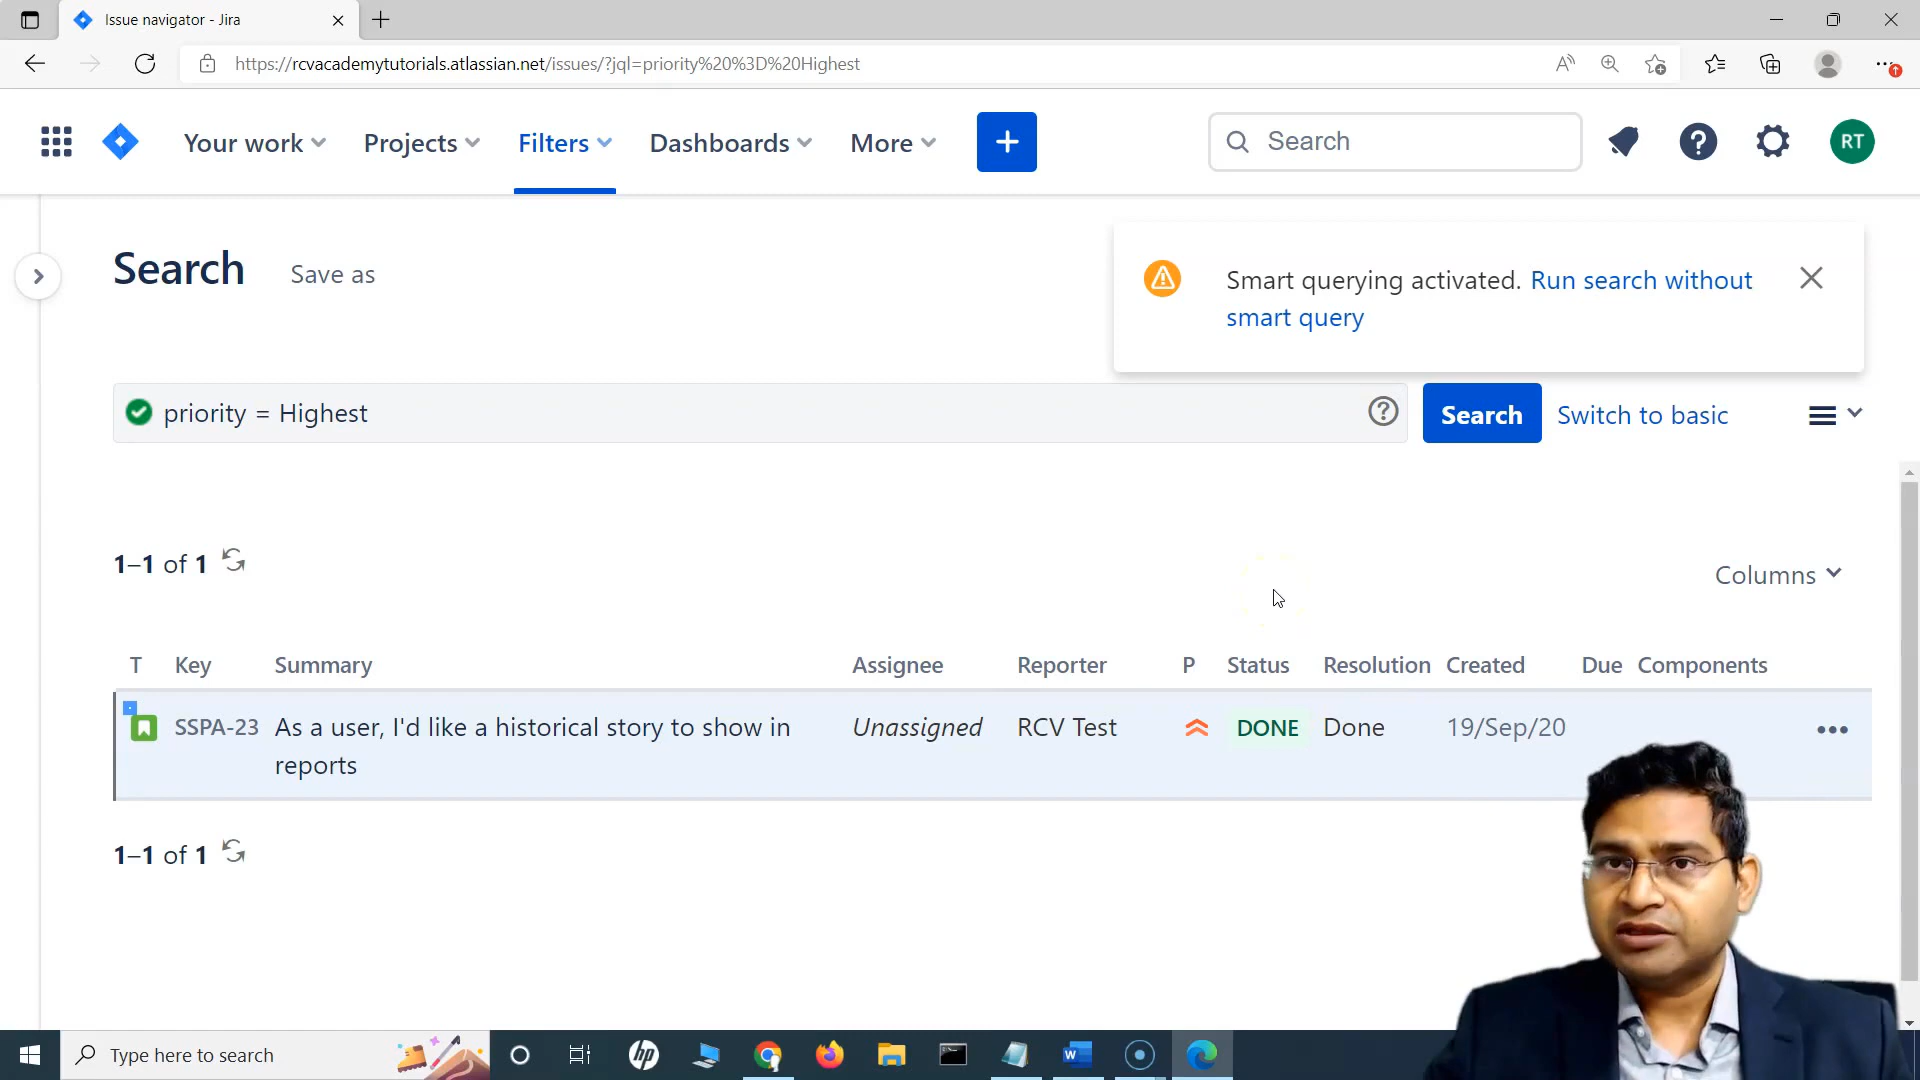 Issue navigator - Jira
https://rcvacademytutorials.atlassian.net/issues/?jql=priority%20%3D%20Highest
Your work Projects Filters Dashboards More + Search ? RT
Search Save as
Smart querying activated. Run search without
smart query
priority = Highest ? Search Switch to basic
1–1 of 1
Columns
T Key Summary Assignee Reporter P Status Resolution Created Due Components
SSPA-23 As a user, I'd like a historical story to show in Unassigned RCV Test DONE Done 19/Sep/20
reports
1–1 of 1
Type here to search
hp
W